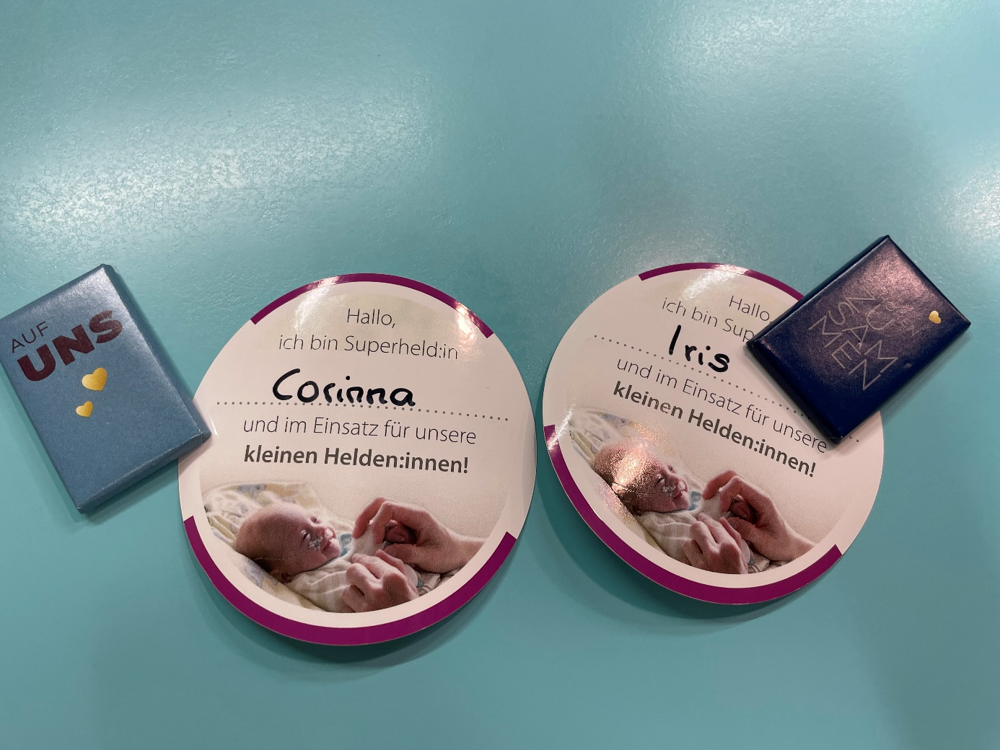 AUF
UNS
Hallo,
ich bin Superheld:in
Corinna
und im Einsatz für unsere
kleinen Helden:innen!
Hallo,
ich bin Sup
Iris
und im Einsatz für unsere
kleinen Helden:innen!
ZU
SAM
MEN